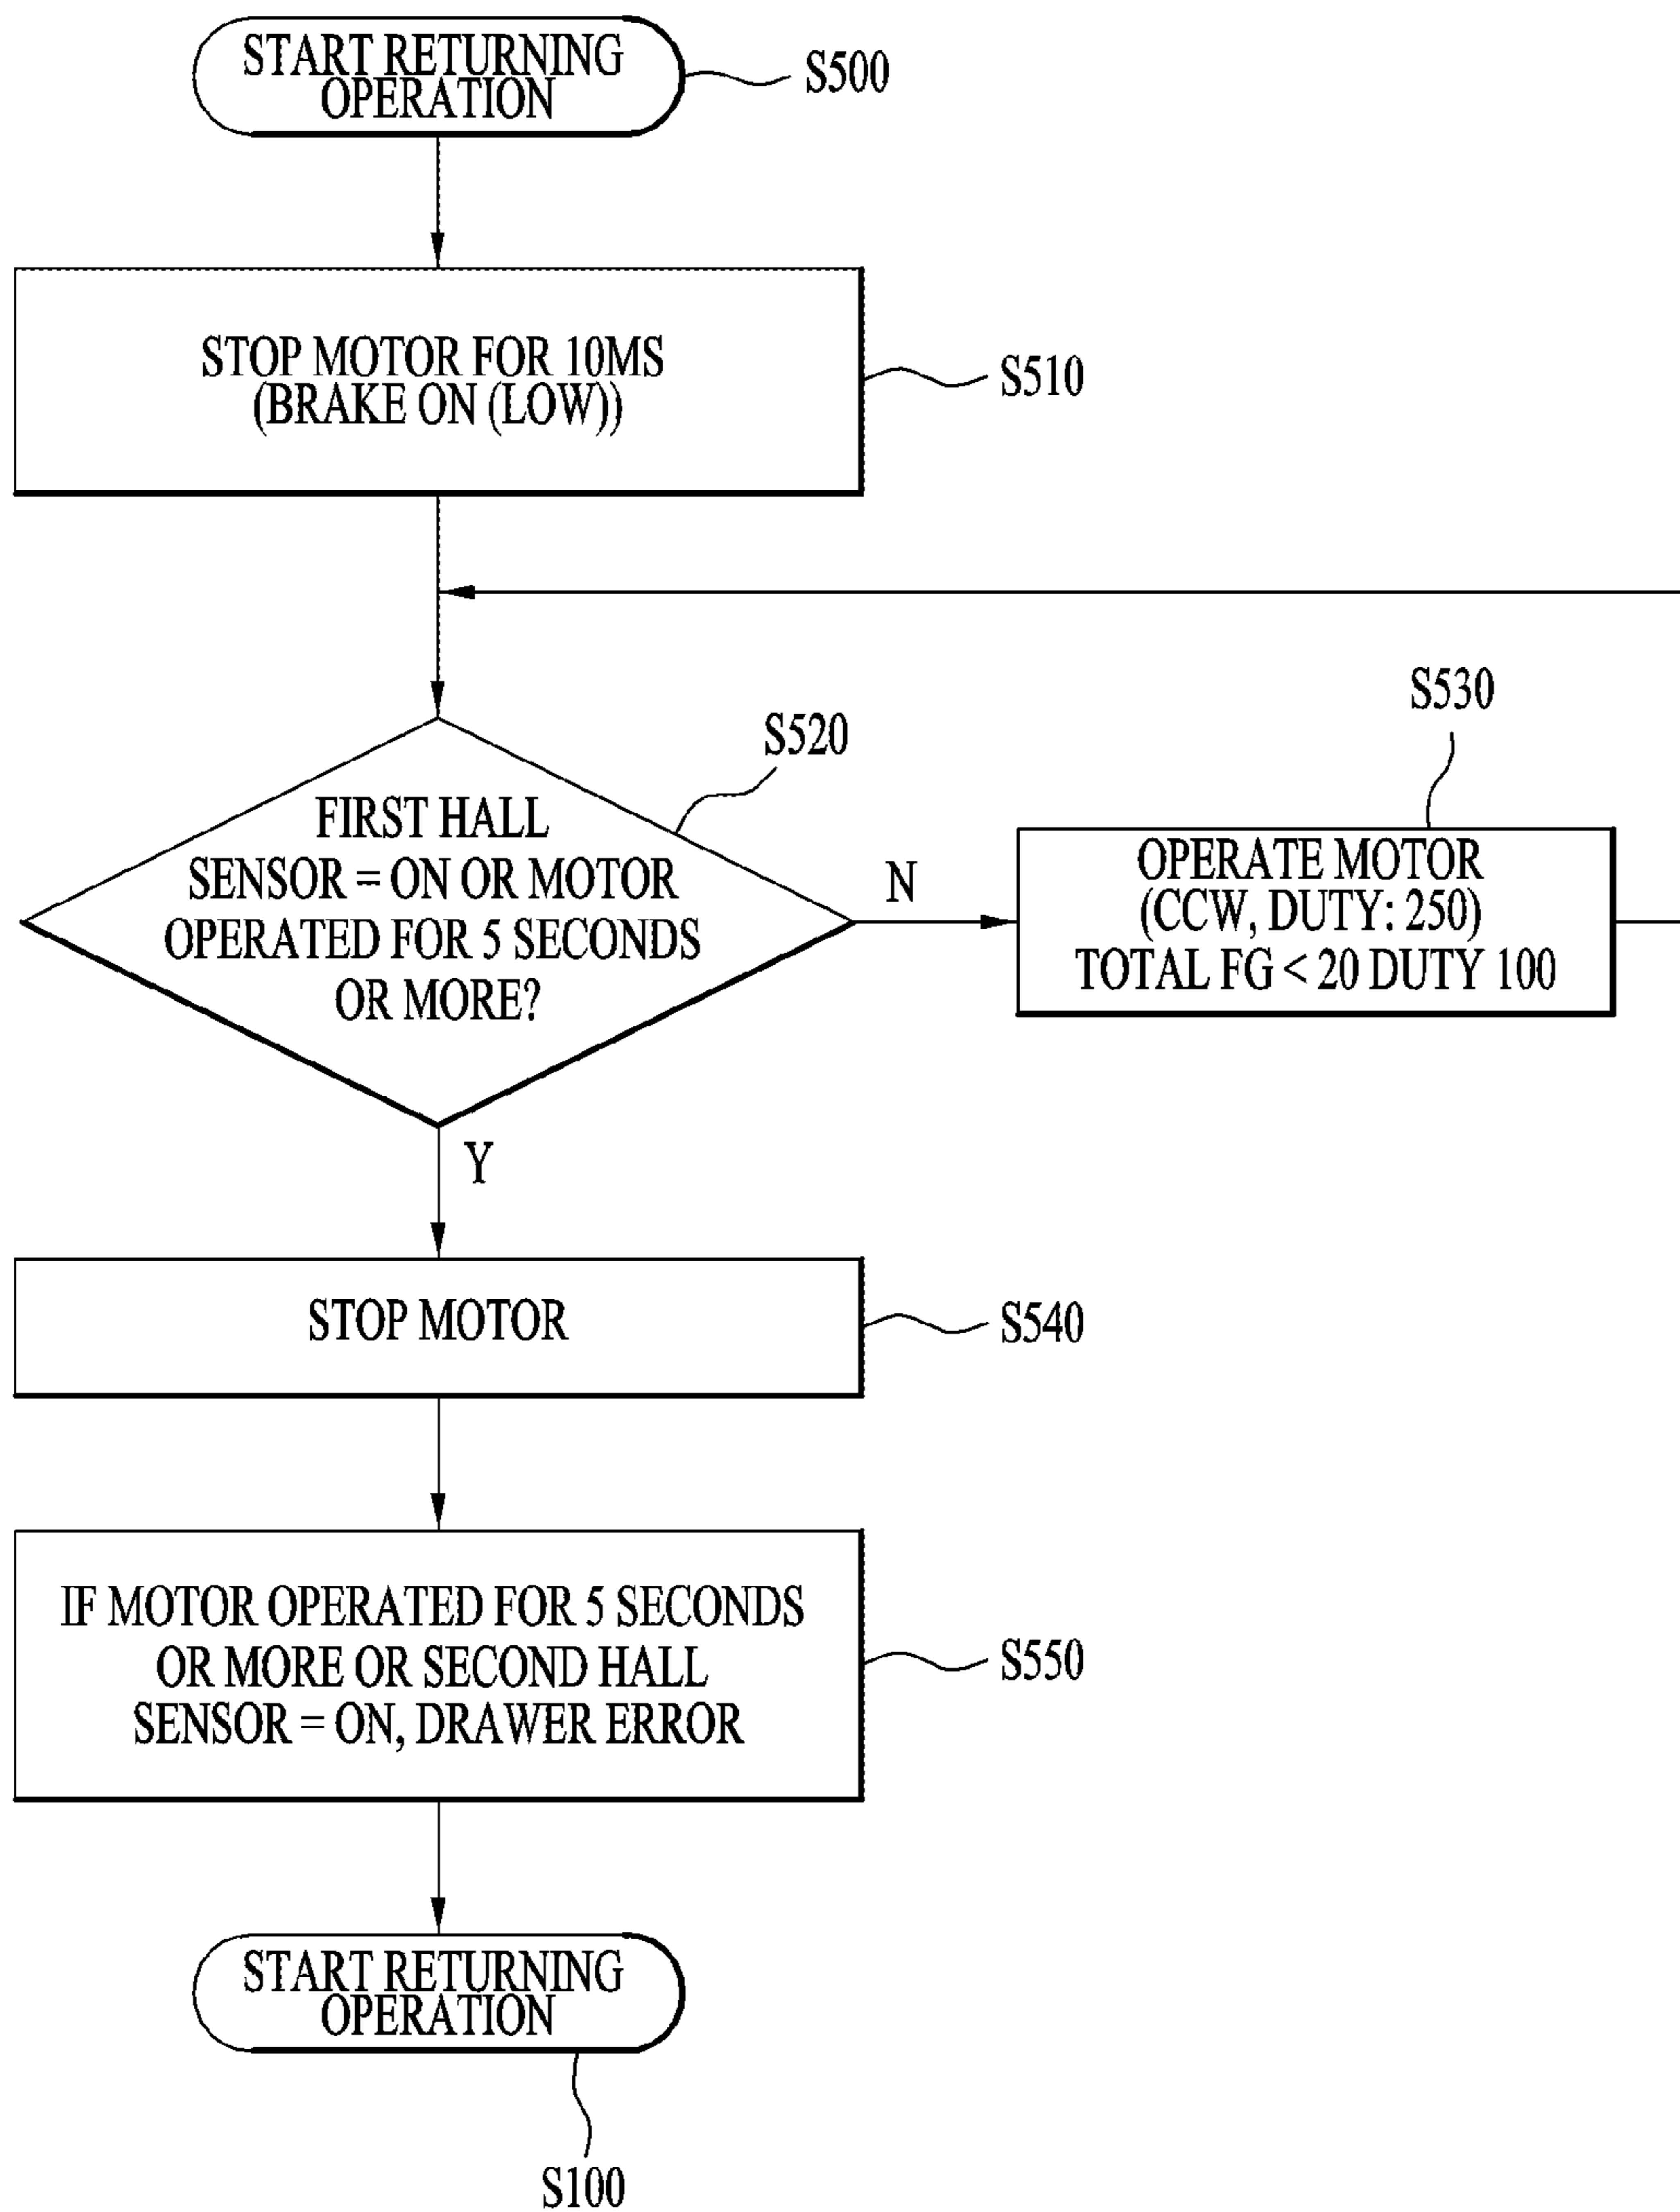 START RETURNING
OPERATION
S500
STOP MOTOR FOR 10MS
(BRAKE ON (LOW))
S510
S530
S520
FIRST HALL
SENSOR = ON OR MOTOR
OPERATED FOR 5 SECONDS
OR MORE?
N
OPERATE MOTOR
(CCW, DUTY: 250)
TOTAL FG < 20 DUTY 100
Y
STOP MOTOR
S540
IF MOTOR OPERATED FOR 5 SECONDS
OR MORE OR SECOND HALL
SENSOR = ON, DRAWER ERROR
S550
START RETURNING
OPERATION
S100